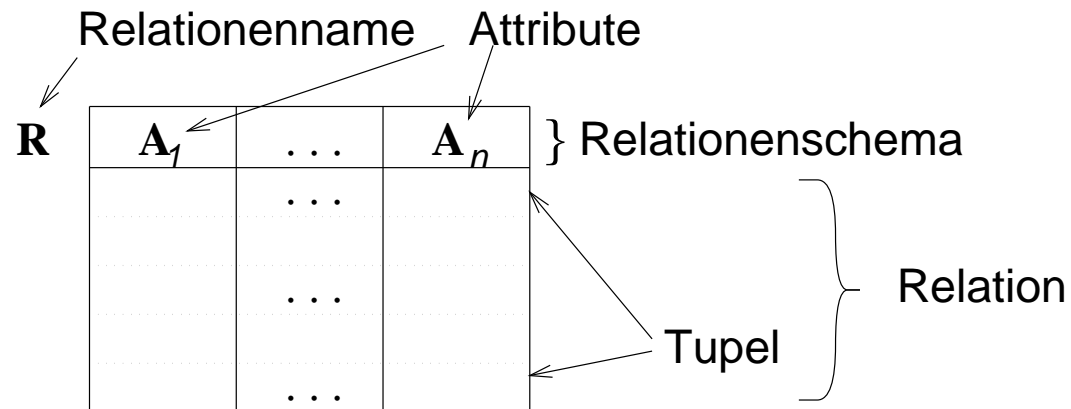 Relationenname Attribute
R A1 ... An } Relationenschema
...
... Relation
Tupel
...